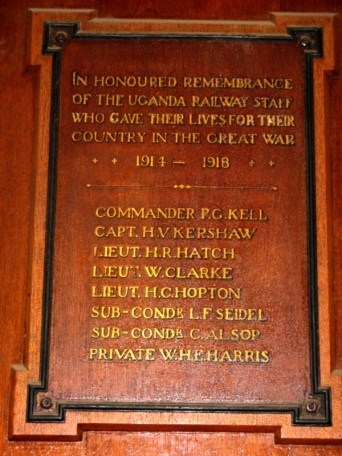 IN HONOURED REMEMBRANCE
OF THE UGANDA RAILWAY STAFF
WHO GAVE THEIR LIVES FOR THEIR
COUNTRY IN THE GREAT WAR
1914 — 1918
COMMANDER P.G. KELL
CAPT. H.V. KERSHAW
LIEUT. H.R. HATCH
LIEUT. W. CLARKE
LIEUT. H.G. HOPTON
SUB-CONDR. L.F. SEIDEL
SUB-CONDR. C. ALSOP
PRIVATE W.H.E. HARRIS